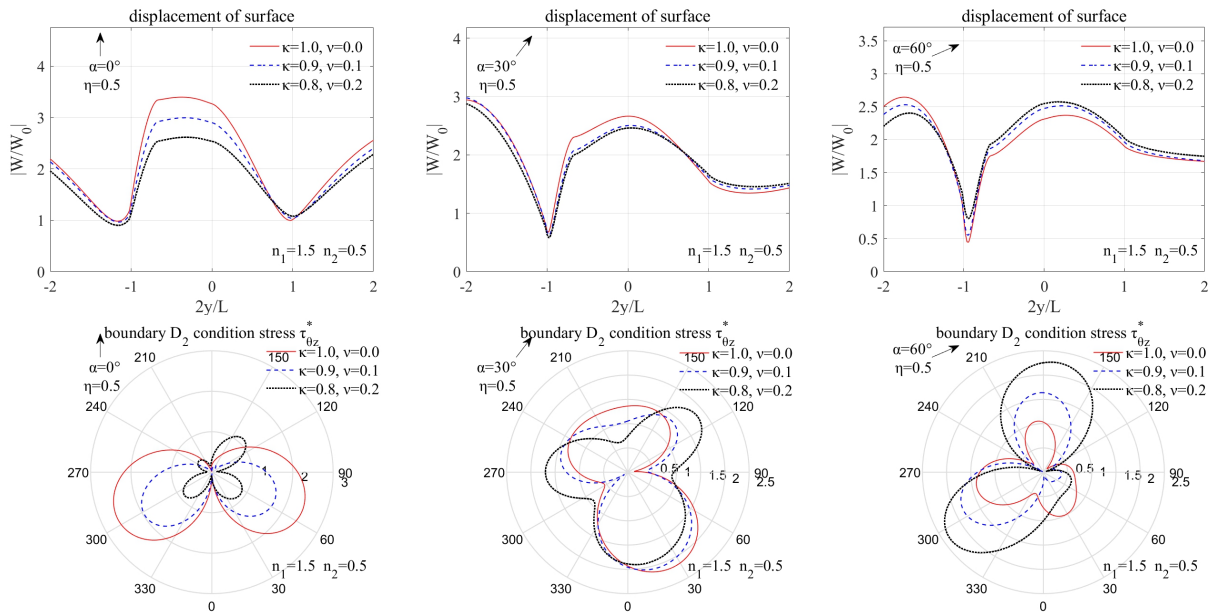 displacement of surface
α=0°
η=0.5
κ=1.0, ν=0.0
κ=0.9, ν=0.1
κ=0.8, ν=0.2
|W/W₀|
4
3
2
1
0
n₁=1.5 n₂=0.5
-2 -1 0 1 2
2y/L
displacement of surface
α=30°
η=0.5
κ=1.0, ν=0.0
κ=0.9, ν=0.1
κ=0.8, ν=0.2
|W/W₀|
4
3
2
1
0
n₁=1.5 n₂=0.5
-2 -1 0 1 2
2y/L
displacement of surface
α=60°
η=0.5
κ=1.0, ν=0.0
κ=0.9, ν=0.1
κ=0.8, ν=0.2
|W/W₀|
3.5
3
2.5
2
1.5
1
0.5
0
n₁=1.5 n₂=0.5
-2 -1 0 1 2
2y/L
boundary D₂ condition stress τ*θz
α=0°
η=0.5
κ=1.0, ν=0.0
κ=0.9, ν=0.1
κ=0.8, ν=0.2
210 150
240 120
270 1 2 3 90
300 60
330 30
0
n₁=1.5 n₂=0.5
boundary D₂ condition stress τ*θz
α=30°
η=0.5
κ=1.0, ν=0.0
κ=0.9, ν=0.1
κ=0.8, ν=0.2
210 150
240 120
270 0.5 1 1.5 2 2.5 90
300 60
330 30
0
n₁=1.5 n₂=0.5
boundary D₂ condition stress τ*θz
α=60°
η=0.5
κ=1.0, ν=0.0
κ=0.9, ν=0.1
κ=0.8, ν=0.2
210 150
240 120
270 0.5 1 1.5 2 2.5 90
300 60
330 30
0
n₁=1.5 n₂=0.5